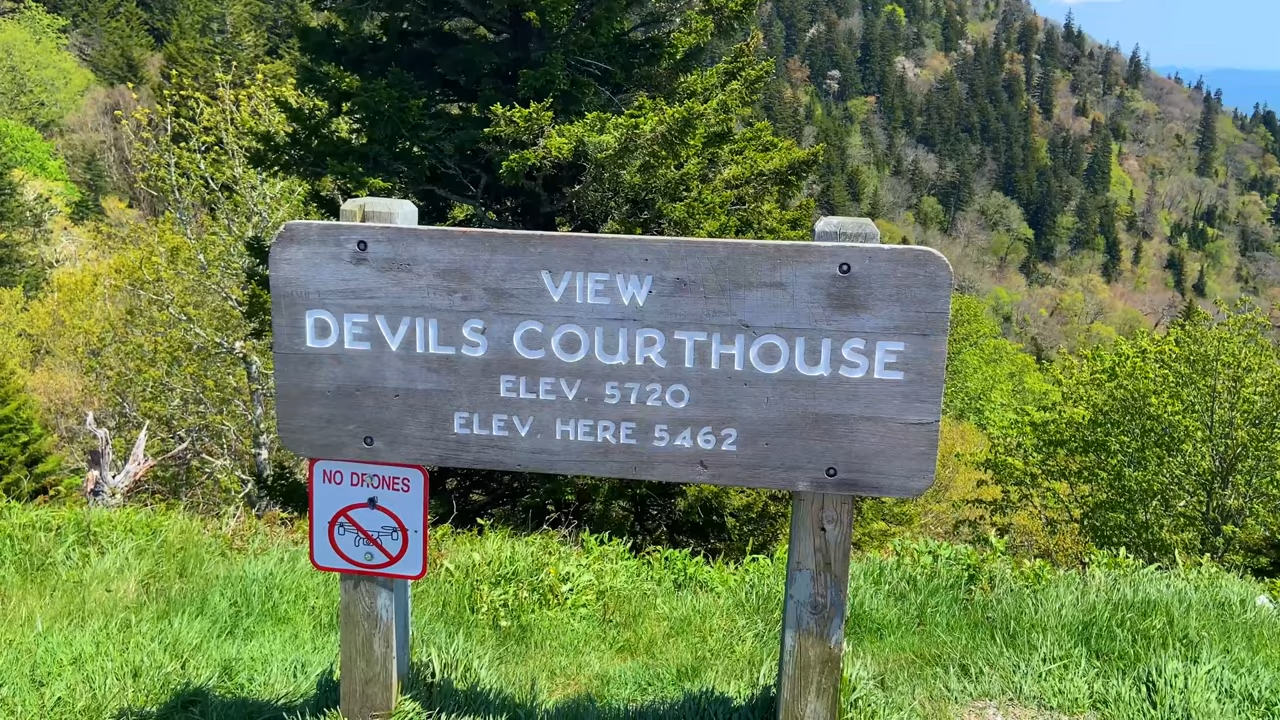 VIEW
DEVILS COURTHOUSE
ELEV. 5720
ELEV. HERE 5462
NO DRONES